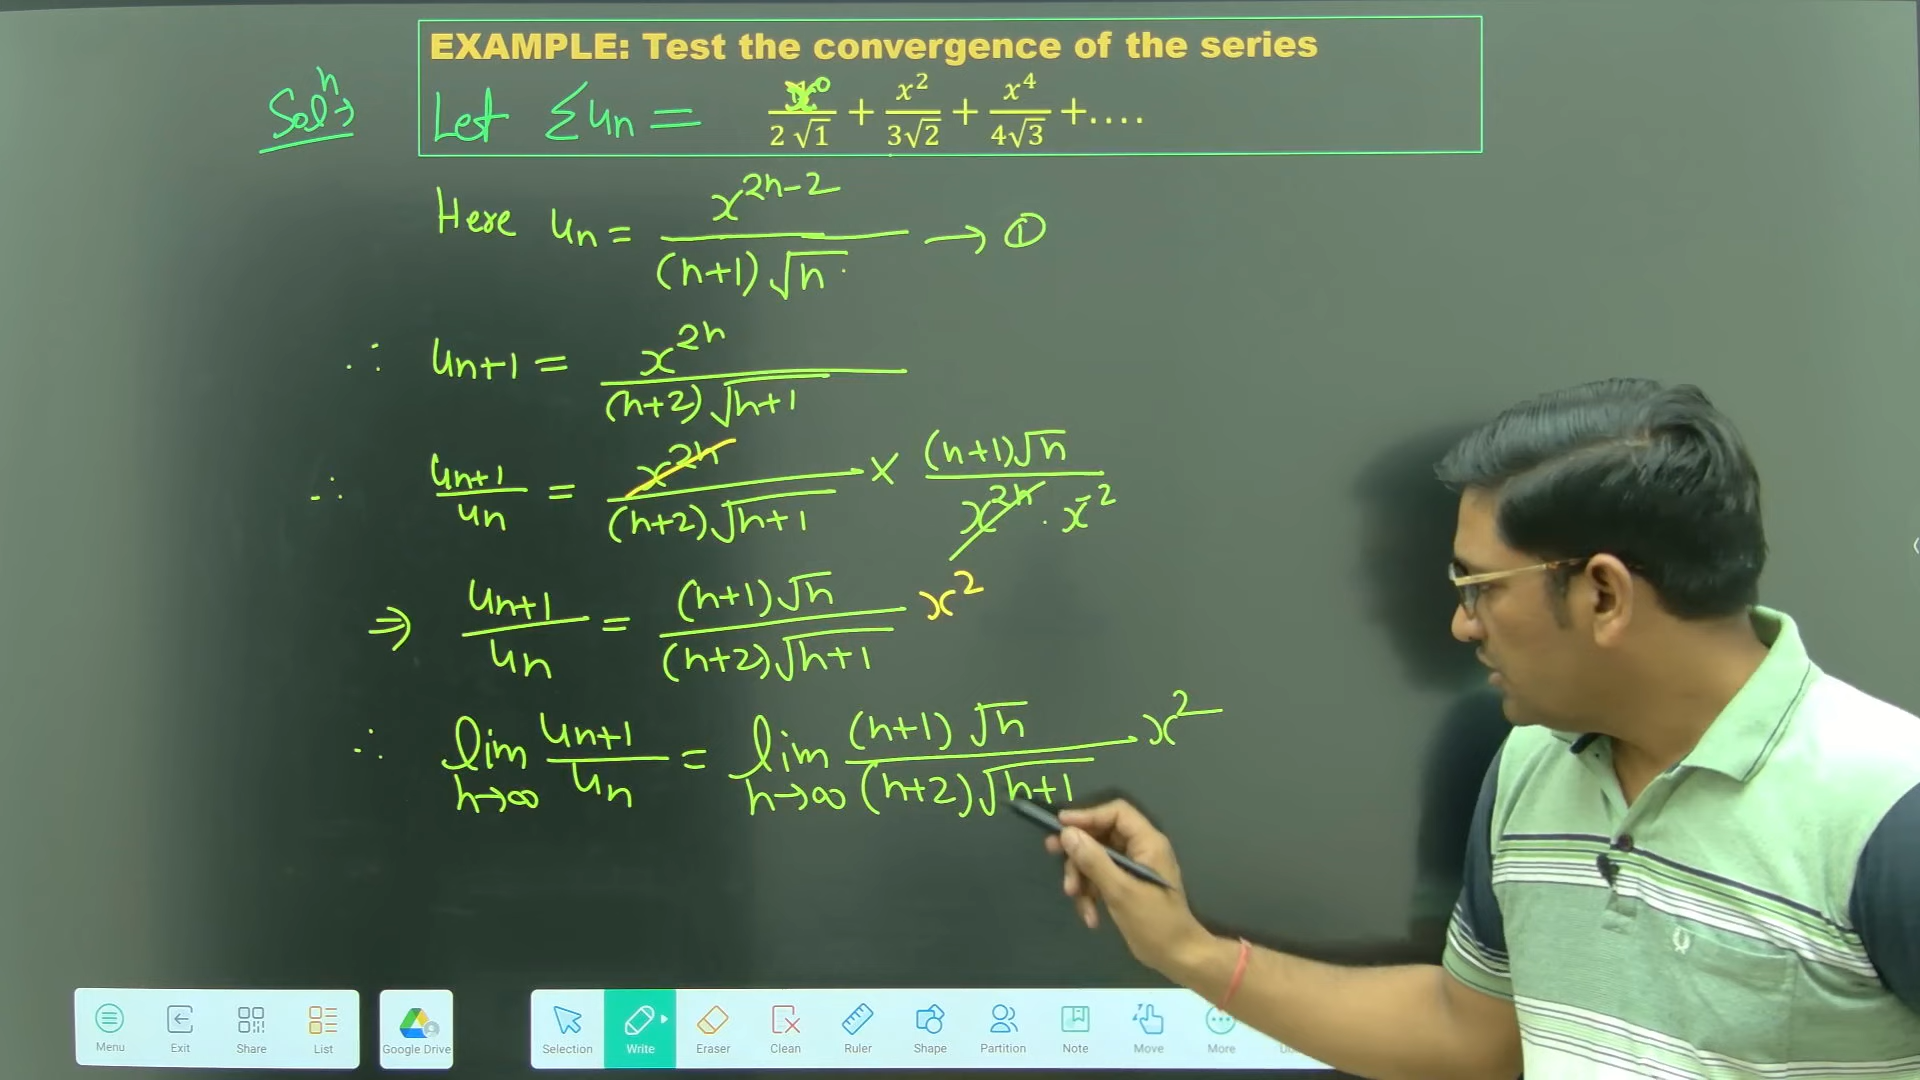 EXAMPLE: Test the convergence of the series
Solⁿ→ Let Σuₙ = x⁰/(2√1) + x²/(3√2) + x⁴/(4√3) +....
Here uₙ = x²ⁿ⁻²/((n+1)√n) → ①
∴ uₙ₊₁ = x²ⁿ/((n+2)√(n+1))
∴ uₙ₊₁/uₙ = x²ⁿ/((n+2)√(n+1)) × (n+1)√n/(x²ⁿ · x⁻²)
⇒ uₙ₊₁/uₙ = (n+1)√n/((n+2)√(n+1)) x²
∴ lim n→∞ uₙ₊₁/uₙ = lim n→∞ (n+1)√n/((n+2)√(n+1)) x²
Menu Exit Share List Google Drive Selection Write Eraser Clean Ruler Shape Partition Note Move More